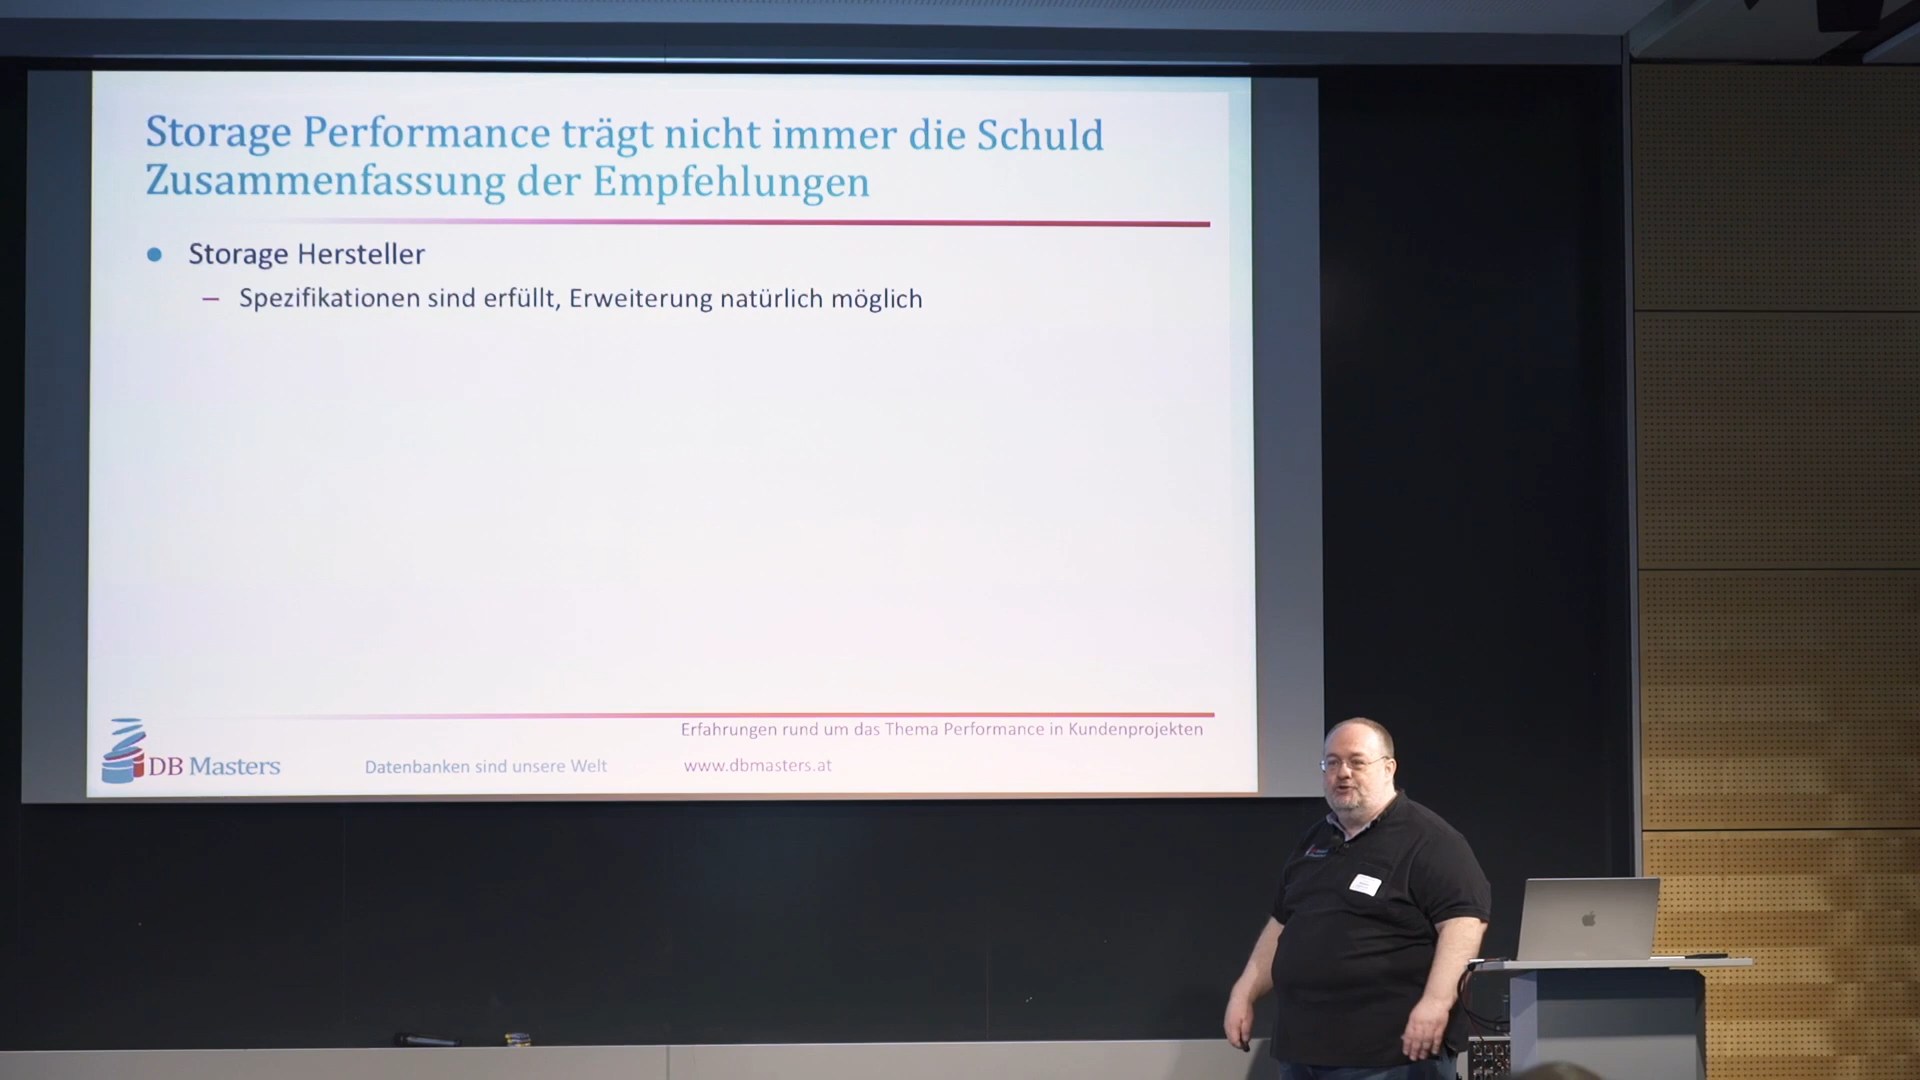 Storage Performance trägt nicht immer die Schuld
Zusammenfassung der Empfehlungen
● Storage Hersteller
– Spezifikationen sind erfüllt, Erweiterung natürlich möglich
Erfahrungen rund um das Thema Performance in Kundenprojekten
DB Masters
Datenbanken sind unsere Welt
www.dbmasters.at